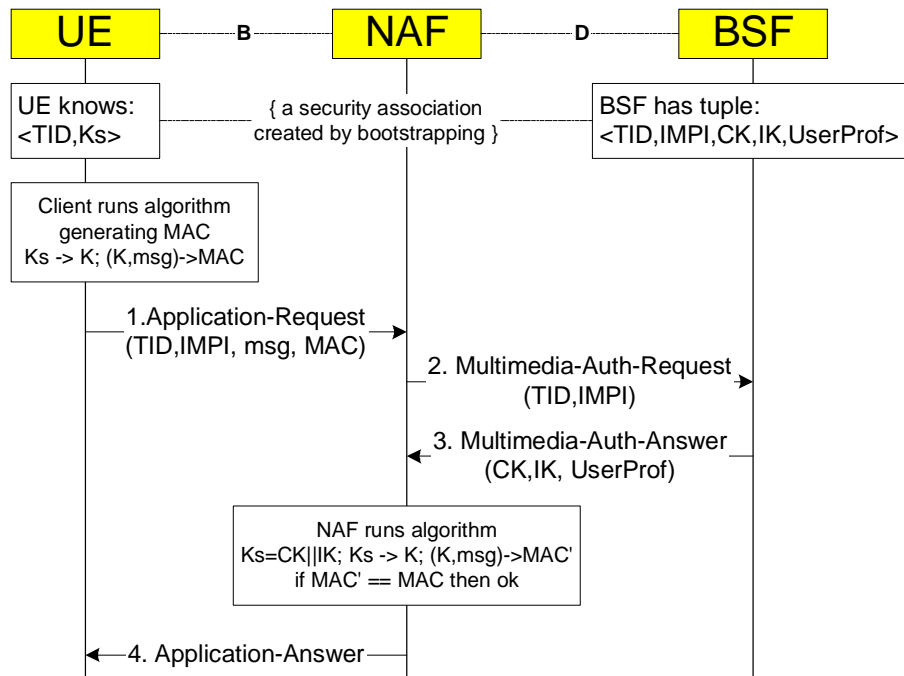 UE B NAF D BSF
UE knows:
<TID,Ks>
{ a security association
created by bootstrapping }
BSF has tuple:
<TID,IMPI,CK,IK,UserProf>
Client runs algorithm
generating MAC
Ks -> K; (K,msg)->MAC
1.Application-Request
(TID,IMPI, msg, MAC)
2. Multimedia-Auth-Request
(TID,IMPI)
3. Multimedia-Auth-Answer
(CK,IK, UserProf)
NAF runs algorithm
Ks=CK||IK; Ks -> K; (K,msg)->MAC'
if MAC' == MAC then ok
4. Application-Answer